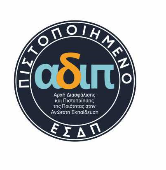 ΠΙΣΤΟΠΟΙΗΜΕΝΟ
αδιπ
Αρχή Διασφάλισης
και Πιστοποίησης
της Ποιότητας στην
Ανώτατη Εκπαίδευση
ΕΣΔΠ